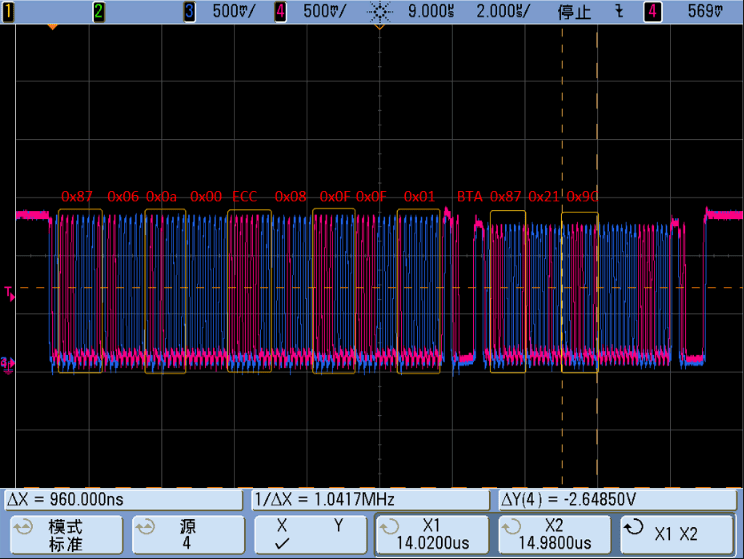 1 2 3 500mV/ 4 500mV/ 9.000µs 2.000µs/ 停止 4 569mV
0x87 0x06 0x0a 0x00 ECC 0x08 0x0F 0x0F 0x01 BTA 0x87 0x21 0x90
T
ΔX = 960.000ns 1/ΔX = 1.0417MHz ΔY(4) = -2.64850V
模式 源 X Y X1 X2 X1 X2
标准 4 ✓ 14.0200us 14.9800us